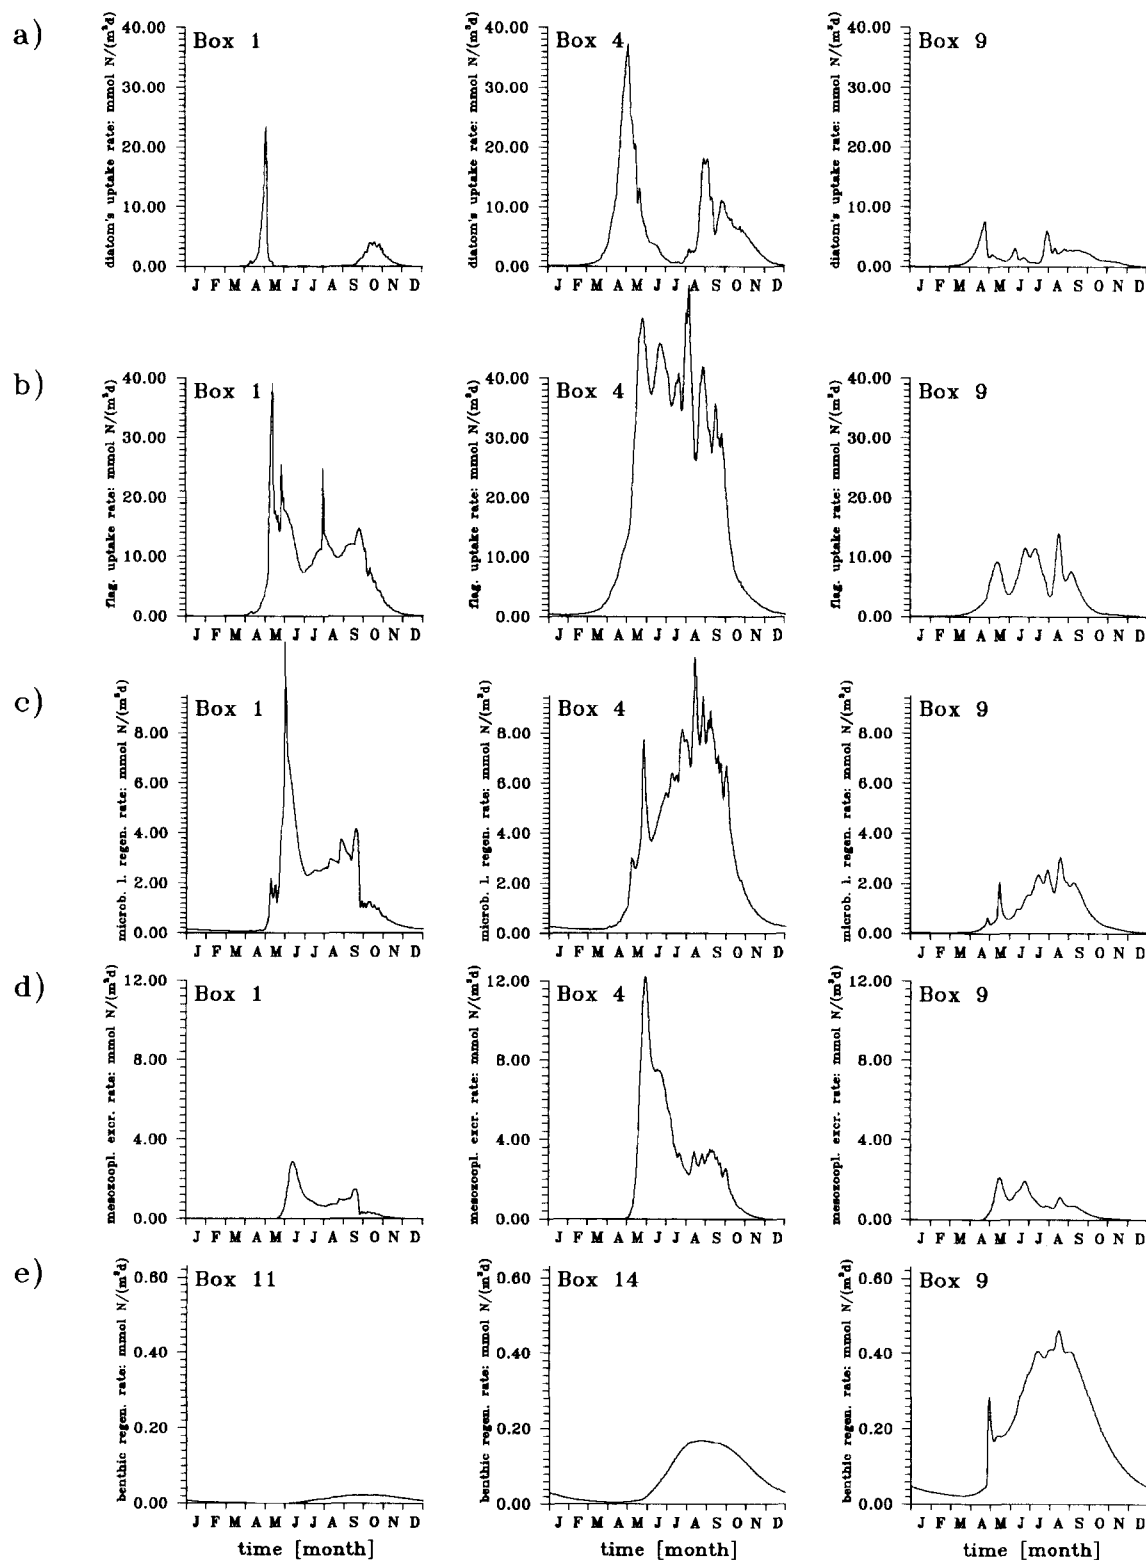 a)
diatom's uptake rate: mmol N/(m²d)
40.00
30.00
20.00
10.00
0.00
Box 1
J F M A M J J A S O N D
diatom's uptake rate: mmol N/(m²d)
40.00
30.00
20.00
10.00
0.00
Box 4
J F M A M J J A S O N D
diatom's uptake rate: mmol N/(m²d)
40.00
30.00
20.00
10.00
0.00
Box 9
J F M A M J J A S O N D
b)
flag. uptake rate: mmol N/(m²d)
40.00
30.00
20.00
10.00
0.00
Box 1
J F M A M J J A S O N D
flag. uptake rate: mmol N/(m²d)
40.00
30.00
20.00
10.00
0.00
Box 4
J F M A M J J A S O N D
flag. uptake rate: mmol N/(m²d)
40.00
30.00
20.00
10.00
0.00
Box 9
J F M A M J J A S O N D
c)
microb. l. regen. rate: mmol N/(m²d)
8.00
6.00
4.00
2.00
0.00
Box 1
J F M A M J J A S O N D
microb. l. regen. rate: mmol N/(m²d)
8.00
6.00
4.00
2.00
0.00
Box 4
J F M A M J J A S O N D
microb. l. regen. rate: mmol N/(m²d)
8.00
6.00
4.00
2.00
0.00
Box 9
J F M A M J J A S O N D
d)
mesozoopl. excr. rate: mmol N/(m²d)
12.00
8.00
4.00
0.00
Box 1
J F M A M J J A S O N D
mesozoopl. excr. rate: mmol N/(m²d)
12.00
8.00
4.00
0.00
Box 4
J F M A M J J A S O N D
mesozoopl. excr. rate: mmol N/(m²d)
12.00
8.00
4.00
0.00
Box 9
J F M A M J J A S O N D
e)
benthic regen. rate: mmol N/(m²d)
0.60
0.40
0.20
0.00
Box 11
J F M A M J J A S O N D
time [month]
benthic regen. rate: mmol N/(m²d)
0.60
0.40
0.20
0.00
Box 14
J F M A M J J A S O N D
time [month]
benthic regen. rate: mmol N/(m²d)
0.60
0.40
0.20
0.00
Box 9
J F M A M J J A S O N D
time [month]